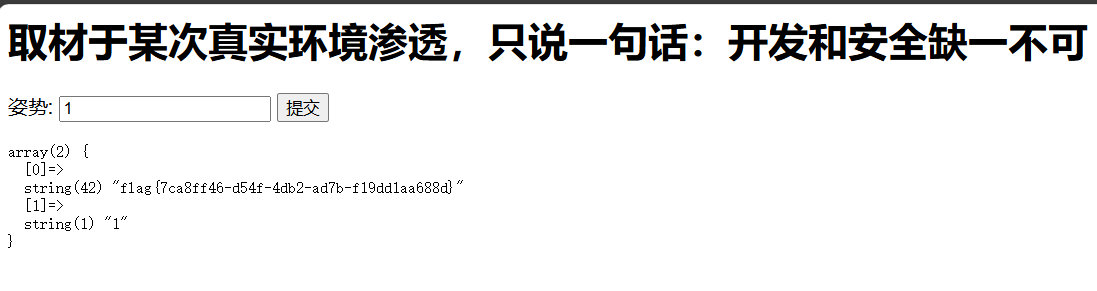 取材于某次真实环境渗透，只说一句话：开发和安全缺一不可
姿势: 1 提交
array(2) {
  [0]=>
  string(42) "flag{7ca8ff46-d54f-4db2-ad7b-f19dd1aa688d}"
  [1]=>
  string(1) "1"
}